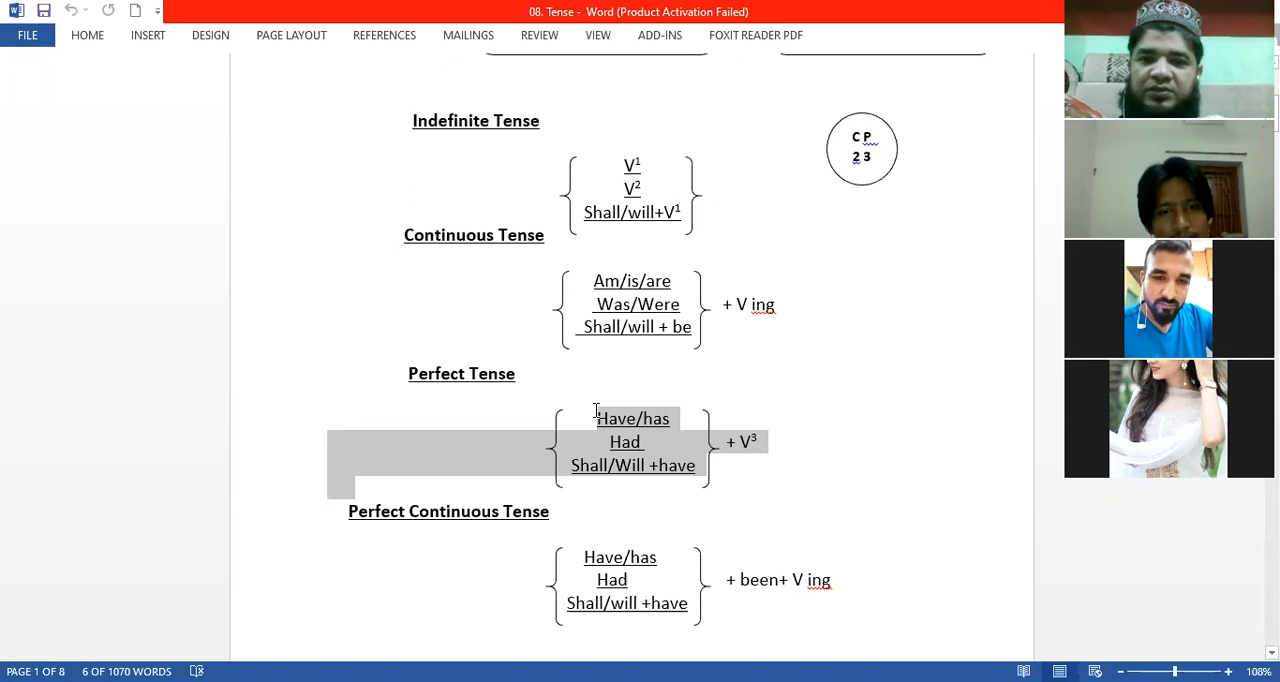 08. Tense - Word (Product Activation Failed)
FILE HOME INSERT DESIGN PAGE LAYOUT REFERENCES MAILINGS REVIEW VIEW ADD-INS FOXIT READER PDF
Indefinite Tense
C P
2 3
V1
V2
Shall/will+V1
Continuous Tense
Am/is/are
Was/Were + V ing
Shall/will + be
Perfect Tense
Have/has
Had + V3
Shall/Will +have
Perfect Continuous Tense
Have/has
Had + been+ V ing
Shall/will +have
PAGE 1 OF 8 6 OF 1070 WORDS 108%